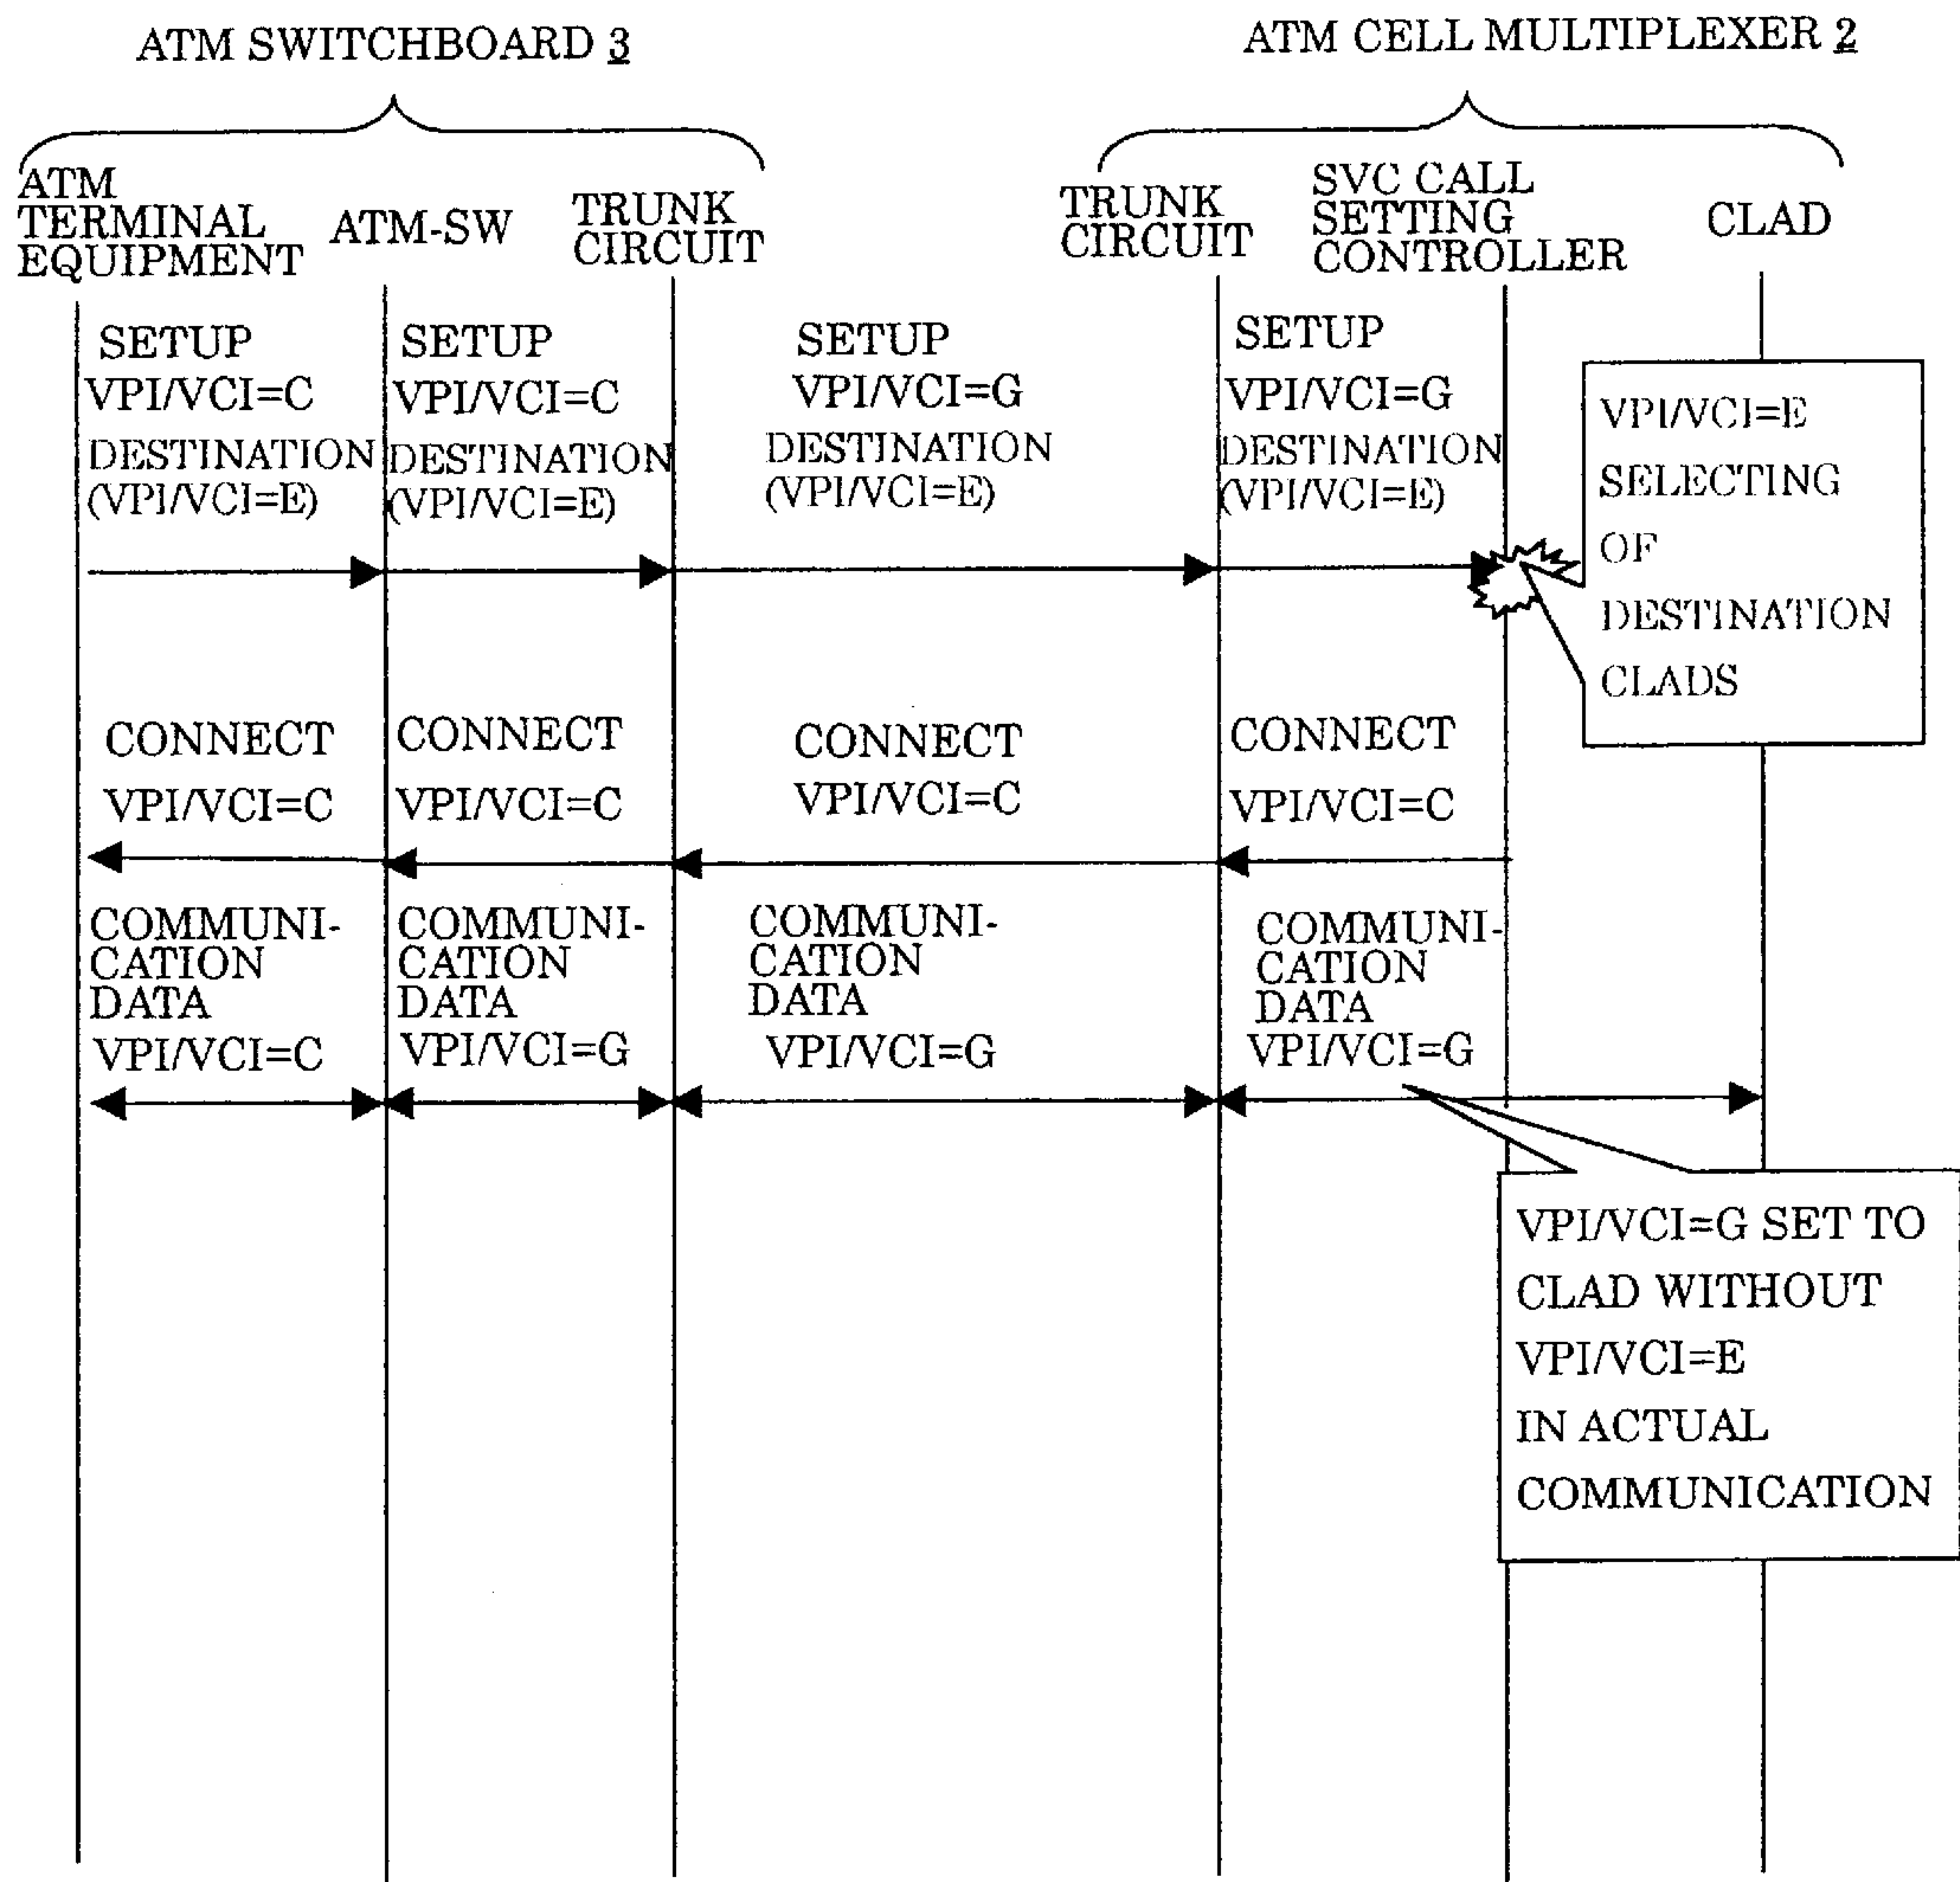 ATM SWITCHBOARD 3
ATM CELL MULTIPLEXER 2
ATM
TERMINAL
EQUIPMENT
ATM-SW
TRUNK
CIRCUIT
TRUNK
CIRCUIT
SVC CALL
SETTING
CONTROLLER
CLAD
SETUP
VPI/VCI=C
DESTINATION
(VPI/VCI=E)
SETUP
VPI/VCI=C
DESTINATION
(VPI/VCI=E)
SETUP
VPI/VCI=G
DESTINATION
(VPI/VCI=E)
SETUP
VPI/VCI=G
DESTINATION
(VPI/VCI=E)
VPI/VCI=E
SELECTING
OF
DESTINATION
CLADS
CONNECT
VPI/VCI=C
CONNECT
VPI/VCI=C
CONNECT
VPI/VCI=C
CONNECT
VPI/VCI=C
COMMUNI-
CATION
DATA
VPI/VCI=C
COMMUNI-
CATION
DATA
VPI/VCI=G
COMMUNI-
CATION
DATA
VPI/VCI=G
COMMUNI-
CATION
DATA
VPI/VCI=G
VPI/VCI=G SET TO
CLAD WITHOUT
VPI/VCI=E
IN ACTUAL
COMMUNICATION